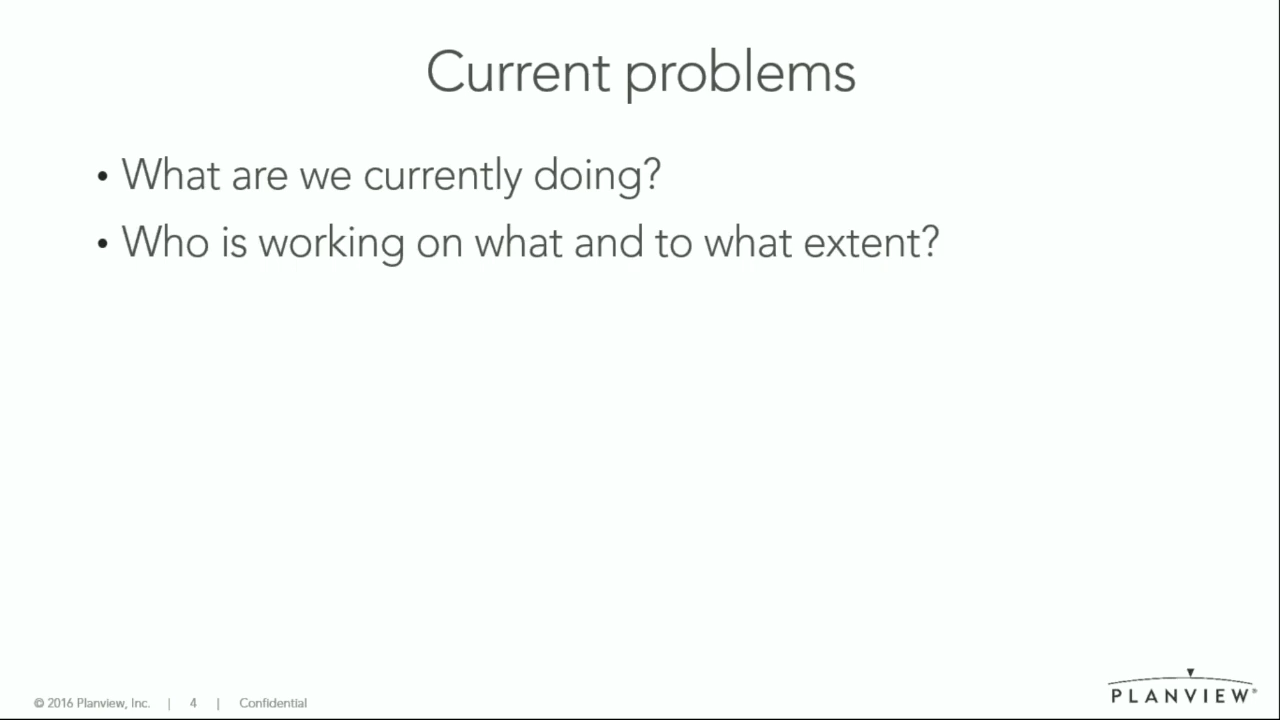 Current problems
• What are we currently doing?
• Who is working on what and to what extent?
© 2016 Planview, Inc. | 4 | Confidential
PLANVIEW®